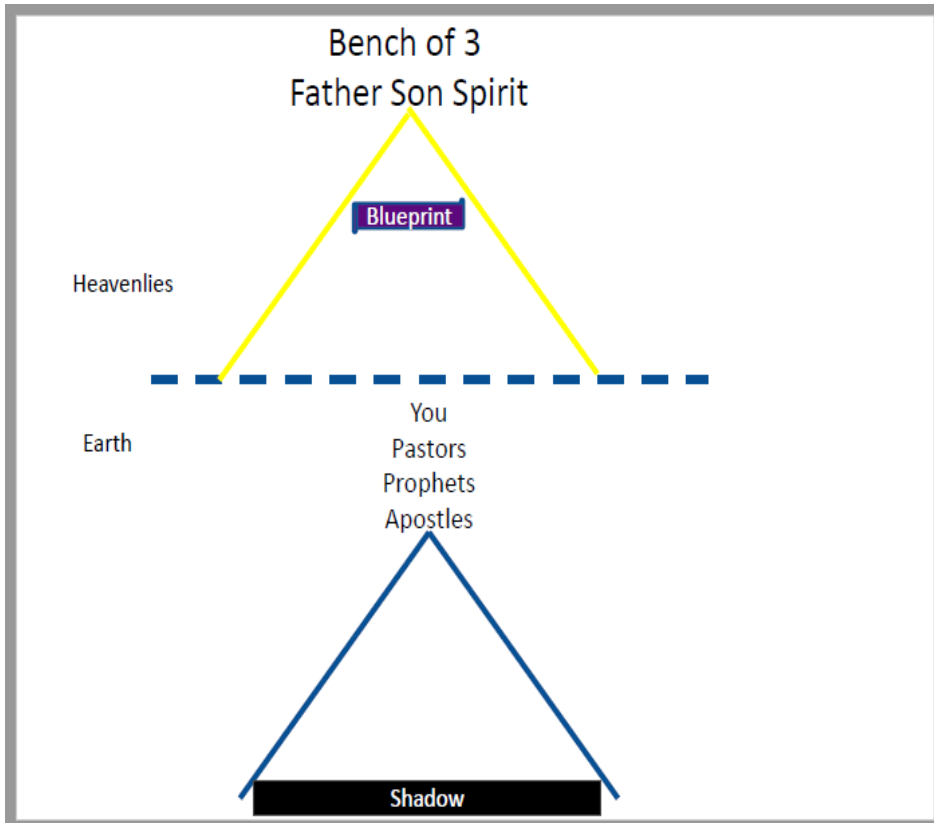 Bench of 3
Father Son Spirit
Blueprint
Heavenlies
You
Earth
Pastors
Prophets
Apostles
Shadow